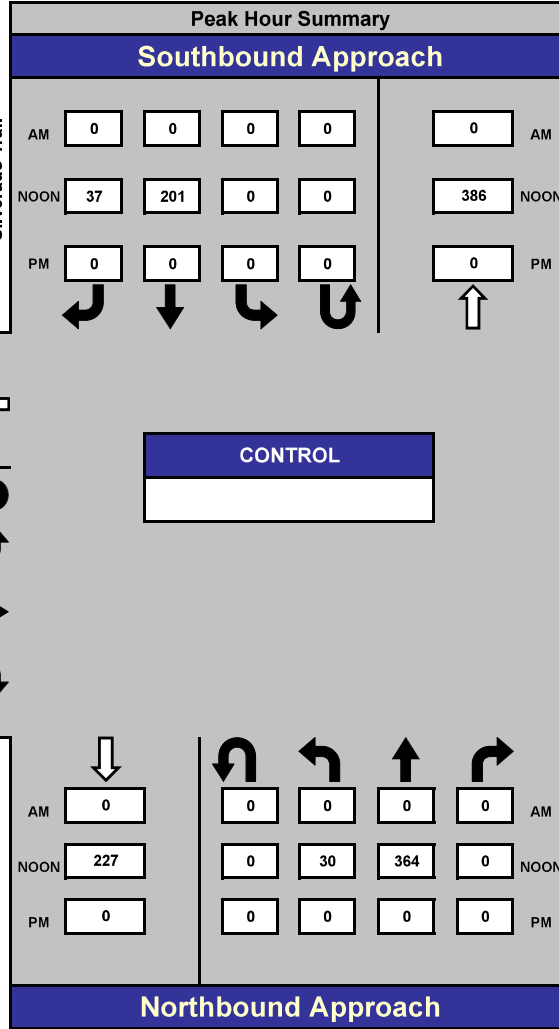 Peak Hour Summary
Southbound Approach
AM 0 0 0 0 0 AM
NOON 37 201 0 0 386 NOON
PM 0 0 0 0 0 PM
CONTROL
AM 0 0 0 0 0 AM
NOON 227 0 30 364 0 NOON
PM 0 0 0 0 0 PM
Northbound Approach